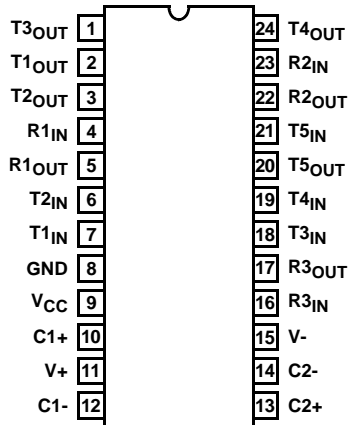 T3OUT 1 24 T4OUT
T1OUT 2 23 R2IN
T2OUT 3 22 R2OUT
R1IN 4 21 T5IN
R1OUT 5 20 T5OUT
T2IN 6 19 T4IN
T1IN 7 18 T3IN
GND 8 17 R3OUT
VCC 9 16 R3IN
C1+ 10 15 V-
V+ 11 14 C2-
C1- 12 13 C2+